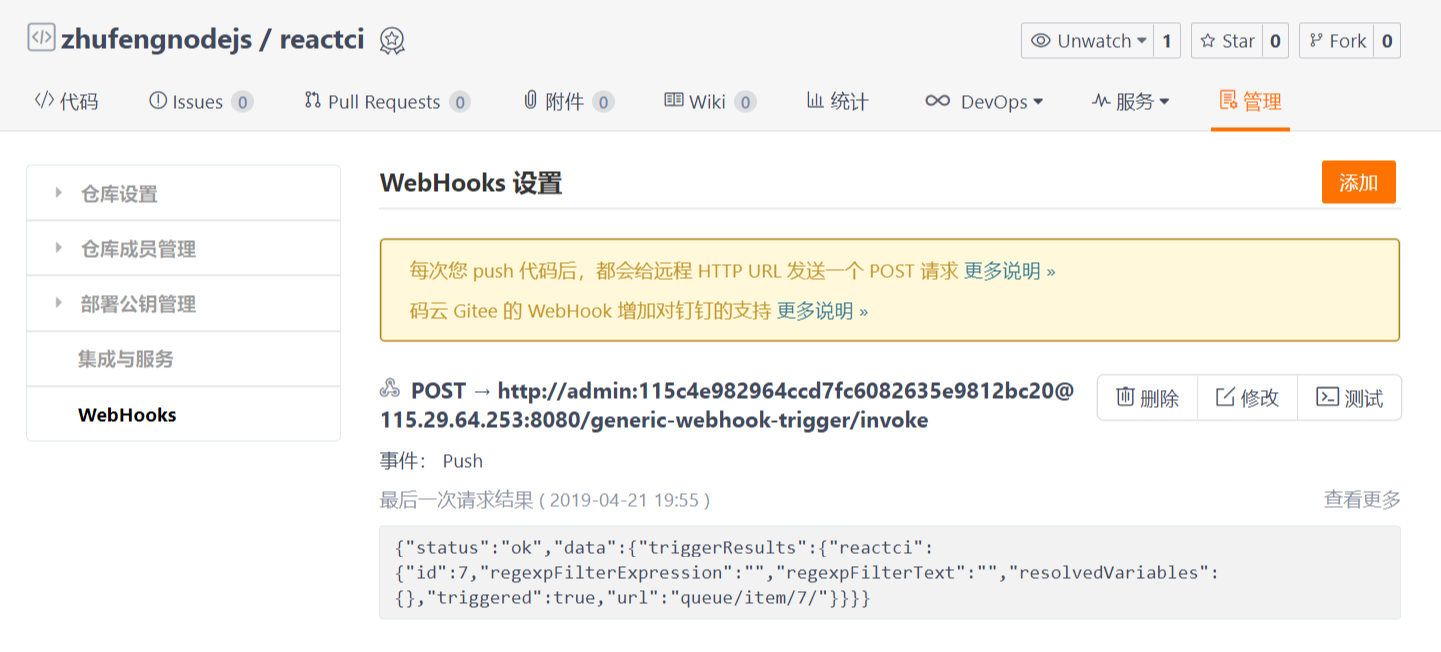 zhufengnodejs / reactci
Unwatch 1 Star 0 Fork 0
代码 Issues 0 Pull Requests 0 附件 0 Wiki 0 统计 DevOps 服务 管理
仓库设置
仓库成员管理
部署公钥管理
集成与服务
WebHooks
WebHooks 设置
添加
每次您 push 代码后，都会给远程 HTTP URL 发送一个 POST 请求 更多说明 »
码云 Gitee 的 WebHook 增加对钉钉的支持 更多说明 »
POST → http://admin:115c4e982964ccd7fc6082635e9812bc20@
115.29.64.253:8080/generic-webhook-trigger/invoke
删除 修改 测试
事件： Push
最后一次请求结果 ( 2019-04-21 19:55 )
查看更多
{"status":"ok","data":{"triggerResults":{"reactci":
{"id":7,"regexpFilterExpression":"","regexpFilterText":"","resolvedVariables":
{},"triggered":true,"url":"queue/item/7/"}}}}